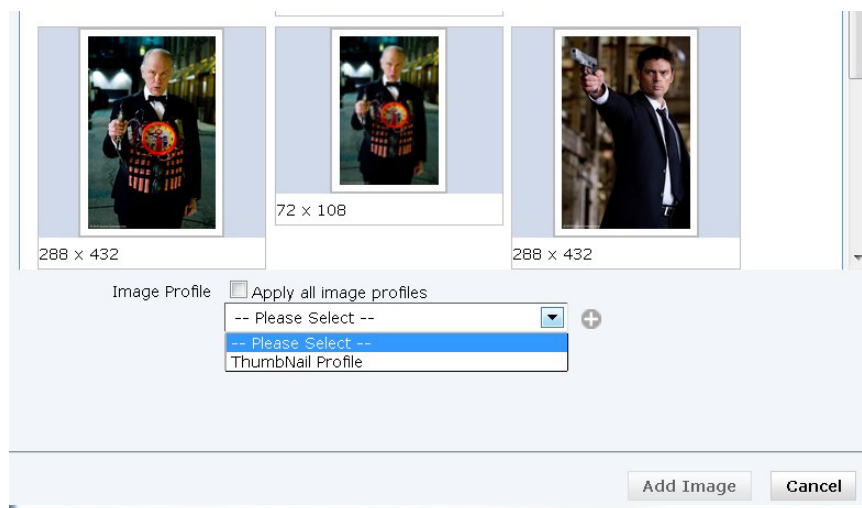 72 x 108
288 x 432
288 x 432
Image Profile
Apply all image profiles
-- Please Select --
-- Please Select --
ThumbNail Profile
Add Image
Cancel